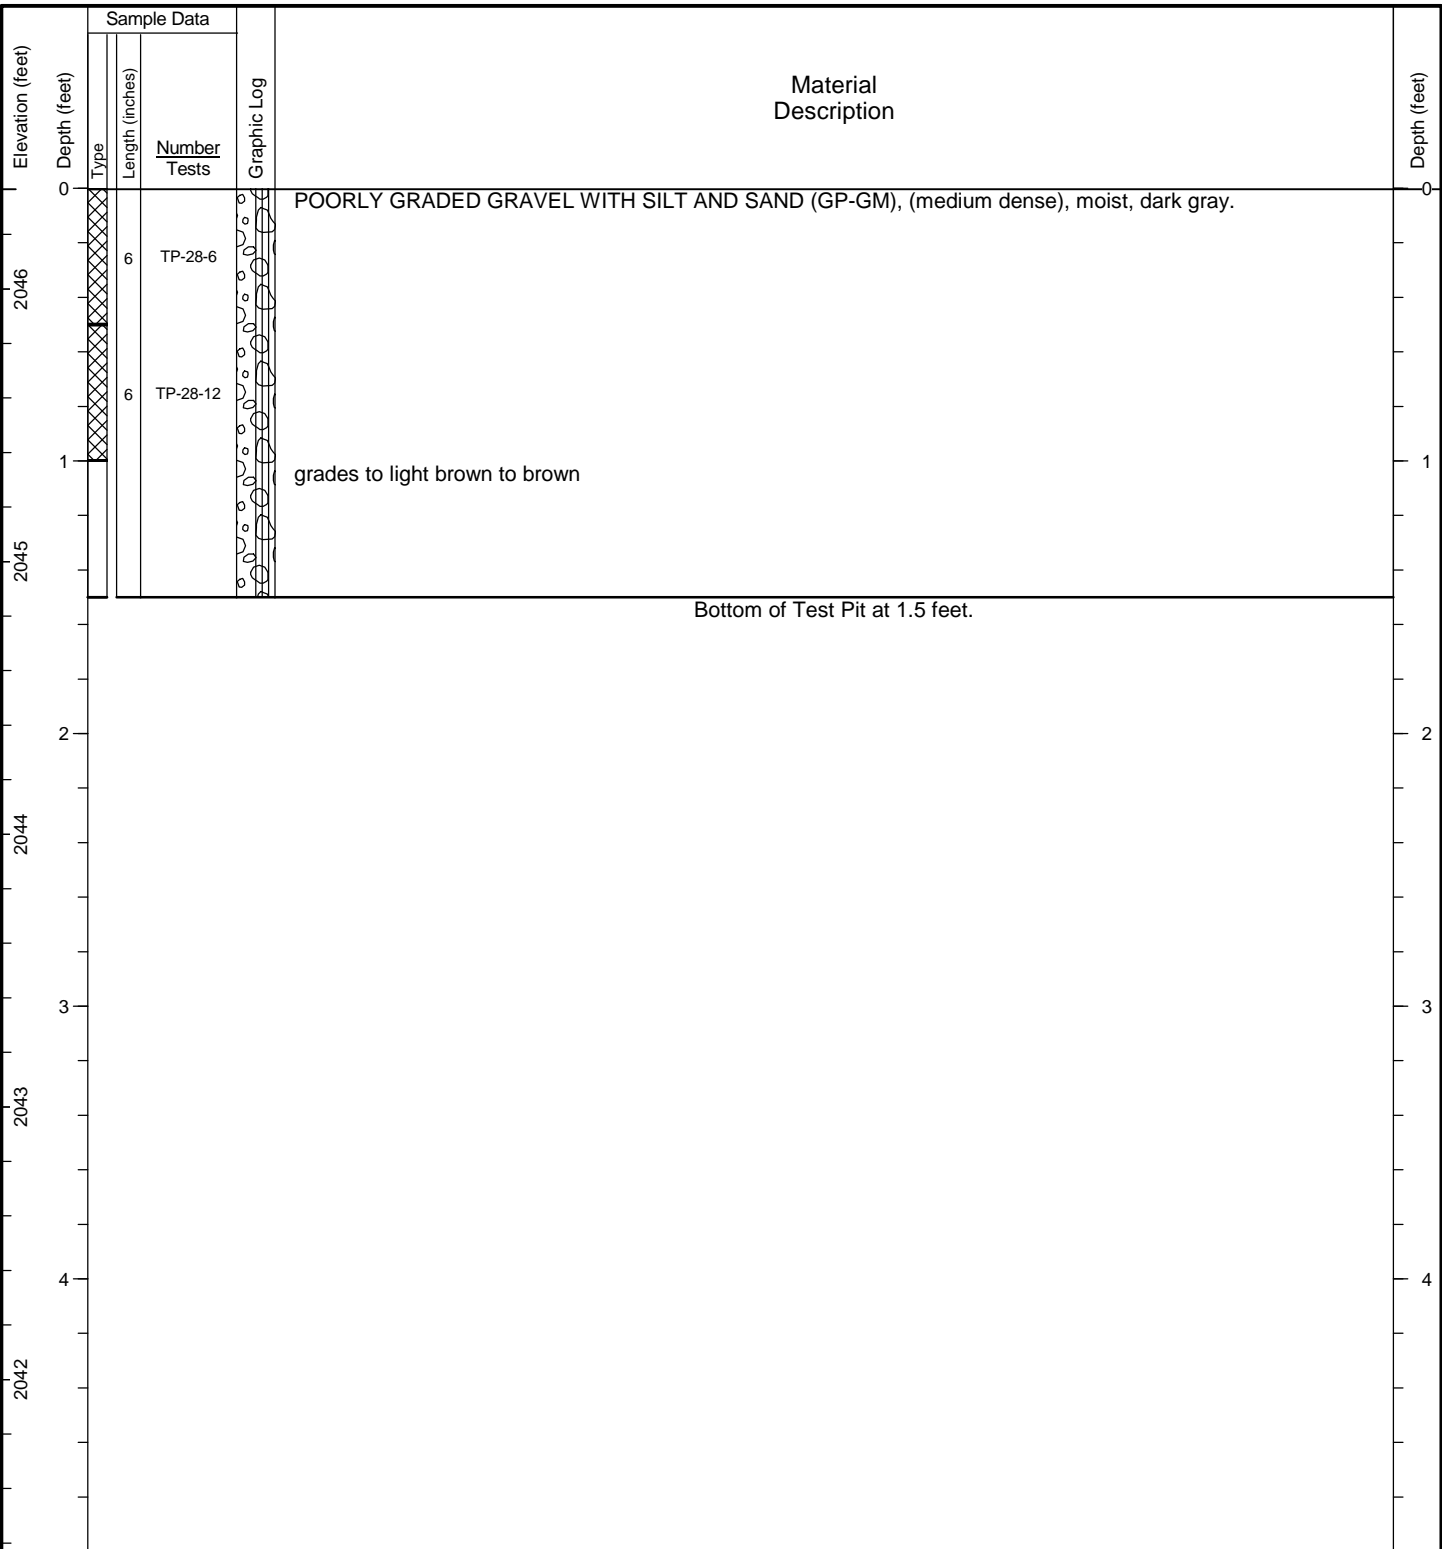 Sample Data
Elevation (feet)
Depth (feet)
Type
Length (inches)
Number
Tests
Graphic Log
Material
Description
Depth (feet)
0
POORLY GRADED GRAVEL WITH SILT AND SAND (GP-GM), (medium dense), moist, dark gray.
0
6 TP-28-6
2046
6 TP-28-12
1
grades to light brown to brown
1
2045
Bottom of Test Pit at 1.5 feet.
2
2
2044
3
3
2043
4
4
2042